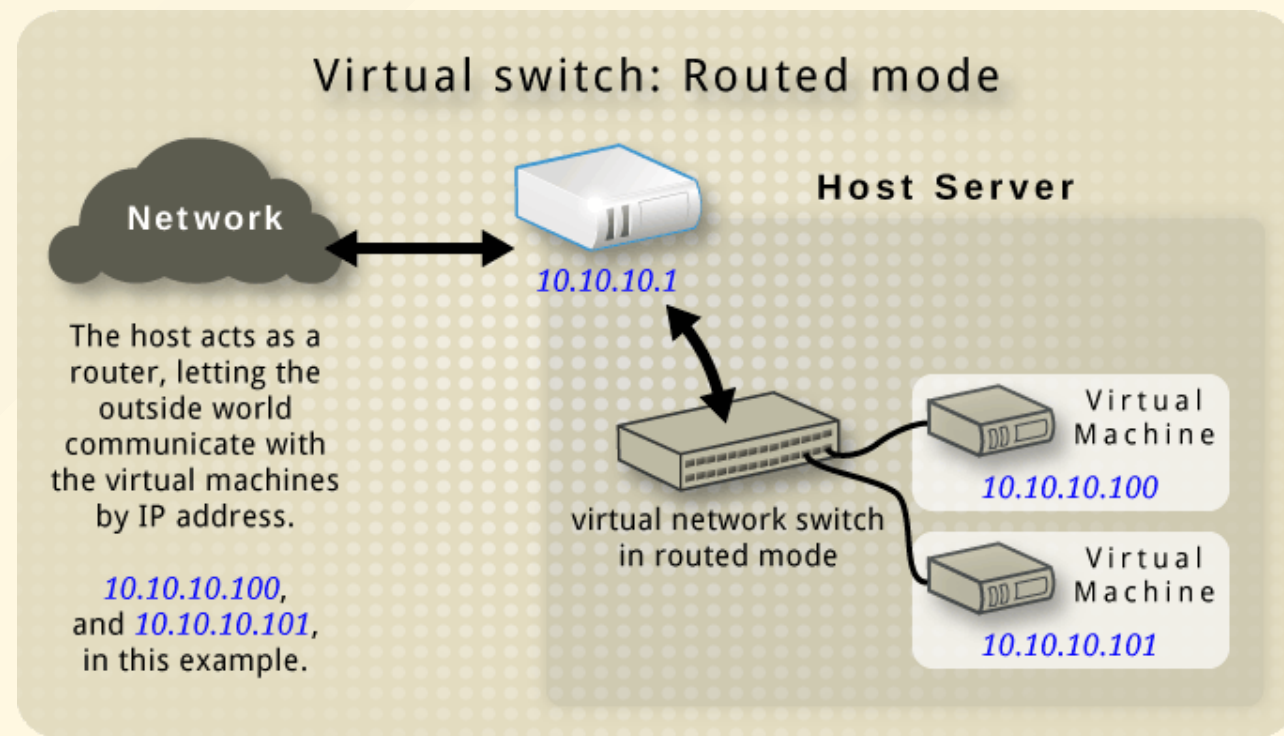 Virtual switch: Routed mode
Network
Host Server
10.10.10.1
The host acts as a
router, letting the
outside world
communicate with
the virtual machines
by IP address.
10.10.10.100,
and 10.10.10.101,
in this example.
virtual network switch
in routed mode
Virtual
Machine
10.10.10.100
Virtual
Machine
10.10.10.101